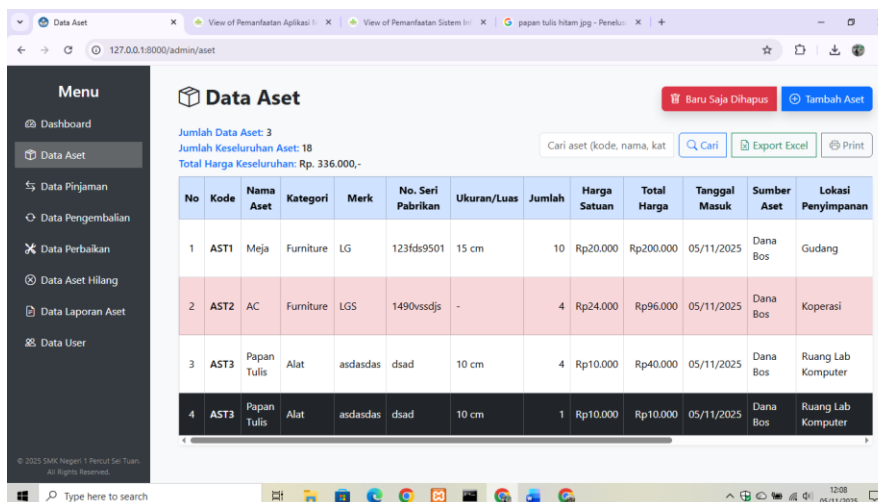 Data Aset
View of Pemanfaatan Aplikasi
View of Pemanfaatan Sistem In
papan tulis hitam jpg - Penelus
127.0.0.1:8000/admin/aset
Menu
Dashboard
Data Aset
Data Pinjaman
Data Pengembalian
Data Perbaikan
Data Aset Hilang
Data Laporan Aset
Data User
© 2025 SMK Negeri 1 Percut Sei Tuan.
All Rights Reserved.
Data Aset
Baru Saja Dihapus
Tambah Aset
Jumlah Data Aset: 3
Jumlah Keseluruhan Aset: 18
Total Harga Keseluruhan: Rp. 336.000,-
Cari aset (kode, nama, kat
Cari
Export Excel
Print
No Kode Nama Aset Kategori Merk No. Seri Pabrikan Ukuran/Luas Jumlah Harga Satuan Total Harga Tanggal Masuk Sumber Aset Lokasi Penyimpanan
1 AST1 Meja Furniture LG 123fds9501 15 cm 10 Rp20.000 Rp200.000 05/11/2025 Dana Bos Gudang
2 AST2 AC Furniture LGS 1490vssdjs - 4 Rp24.000 Rp96.000 05/11/2025 Dana Bos Koperasi
3 AST3 Papan Tulis Alat asdasdas dsad 10 cm 4 Rp10.000 Rp40.000 05/11/2025 Dana Bos Ruang Lab Komputer
4 AST3 Papan Tulis Alat asdasdas dsad 10 cm 1 Rp10.000 Rp10.000 05/11/2025 Dana Bos Ruang Lab Komputer
Type here to search
12:08
05/11/2025